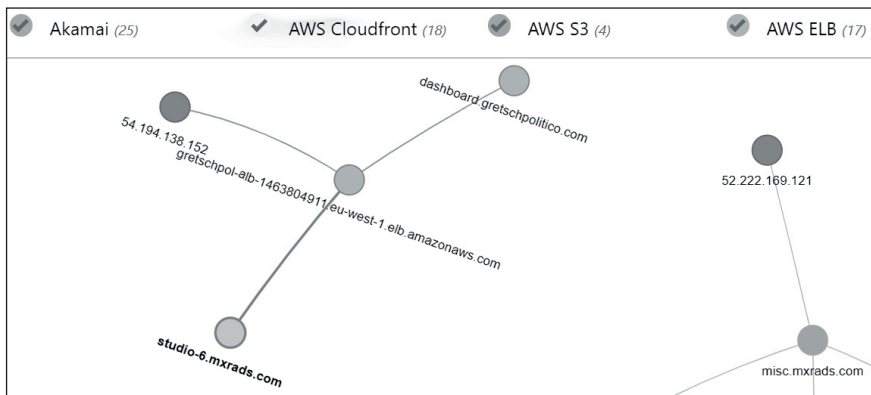 Akamai (25)
AWS Cloudfront (18)
AWS S3 (4)
AWS ELB (17)
dashboard.gretschpolitico.com
54.194.138.152
gretschpol-alb-1463804911.eu-west-1.elb.amazonaws.com
52.222.169.121
studio-6.mxrads.com
misc.mxrads.com